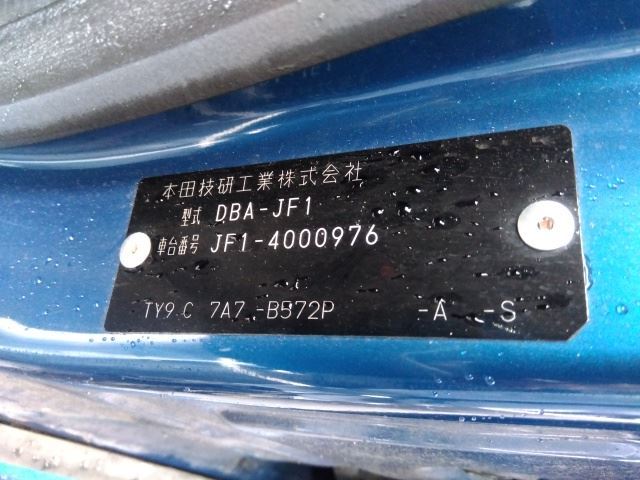 本田技研工業株式会社
型式 DBA-JF1
車台番号 JF1-4000976
TY9 C 7A7 -B572P -A -S